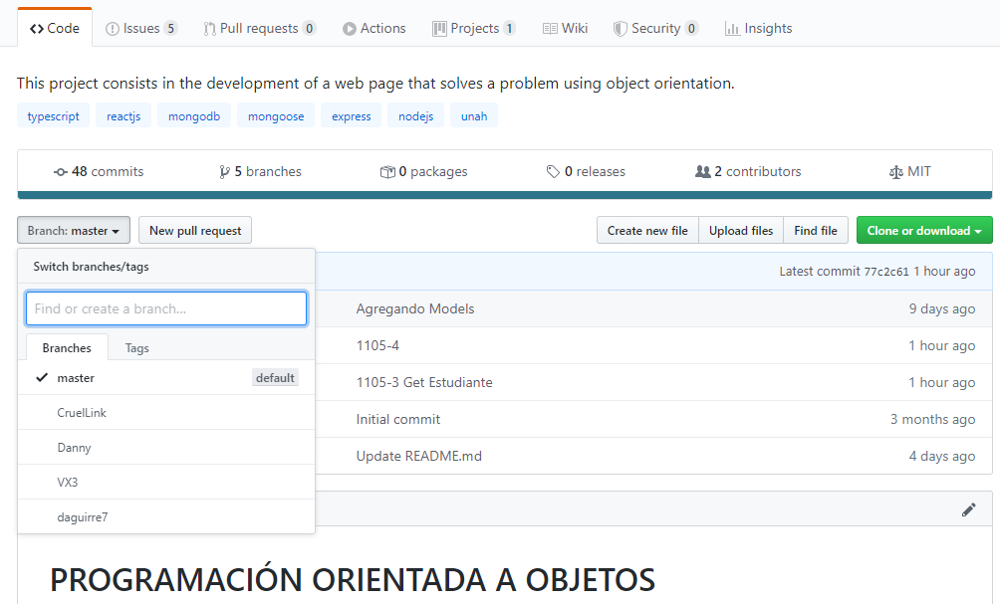 Code Issues 5 Pull requests 0 Actions Projects 1 Wiki Security 0 Insights
This project consists in the development of a web page that solves a problem using object orientation.
typescript reactjs mongodb mongoose express nodejs unah
48 commits 5 branches 0 packages 0 releases 2 contributors MIT
Branch: master New pull request Create new file Upload files Find file Clone or download
Switch branches/tags
Latest commit 77c2c61 1 hour ago
Find or create a branch...
Agregando Models 9 days ago
Branches Tags
1105-4 1 hour ago
master default
1105-3 Get Estudiante 1 hour ago
CruelLink
Initial commit 3 months ago
Danny
Update README.md 4 days ago
VX3
daguirre7
PROGRAMACIÓN ORIENTADA A OBJETOS